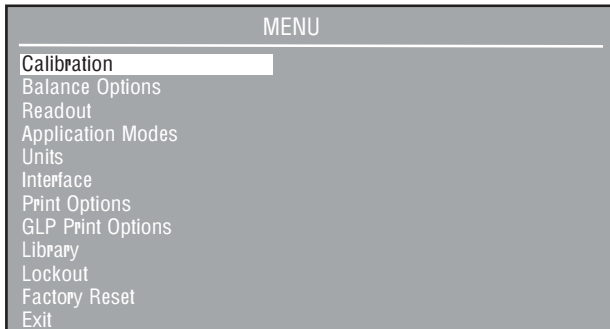 MENU
Calibration
Balance Options
Readout
Application Modes
Units
Interface
Print Options
GLP Print Options
Library
Lockout
Factory Reset
Exit